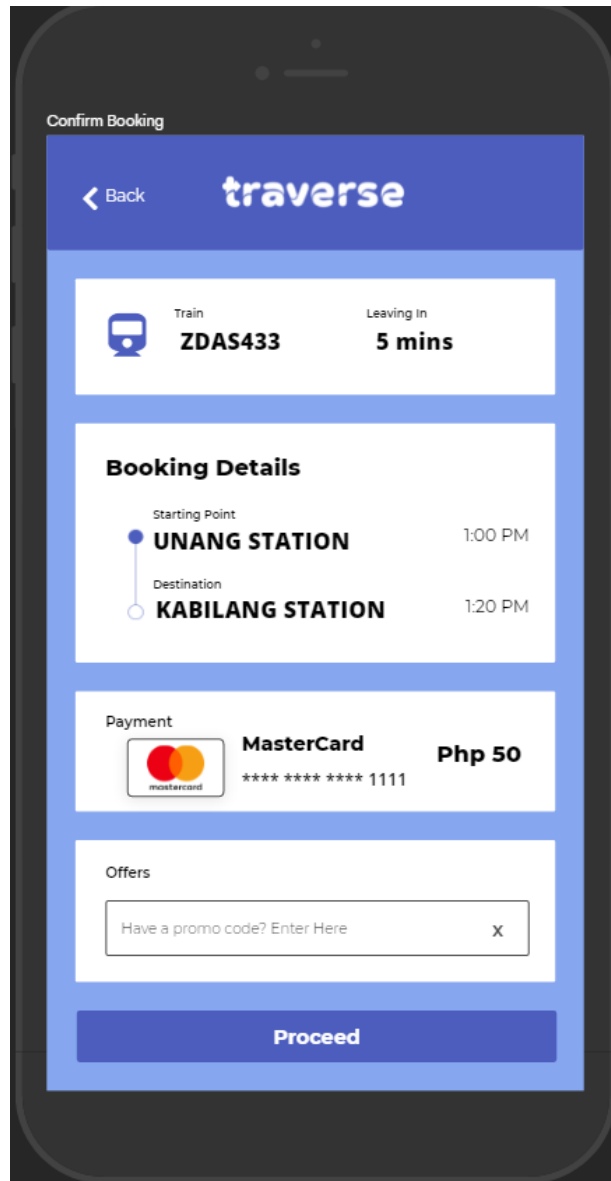 Confirm Booking
Back traverse
Train Leaving In
ZDAS433 5 mins
Booking Details
Starting Point
UNANG STATION 1:00 PM
Destination
KABILANG STATION 1:20 PM
Payment
MasterCard Php 50
mastercard **** **** **** 1111
Offers
Have a promo code? Enter Here x
Proceed